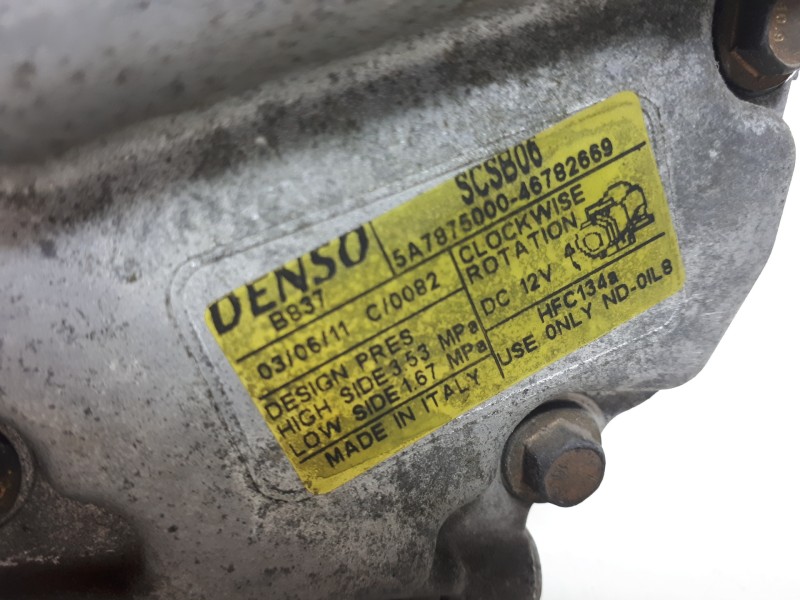 DENSO
SCSB06
5A7875000-46782669
B837
03/06/11 C/0082
CLOCKWISE
ROTATION
DC 12V
DESIGN PRES
HIGH SIDE 3.53 MPa
LOW SIDE 1.67 MPa
HFC134a
USE ONLY ND-OIL8
MADE IN ITALY